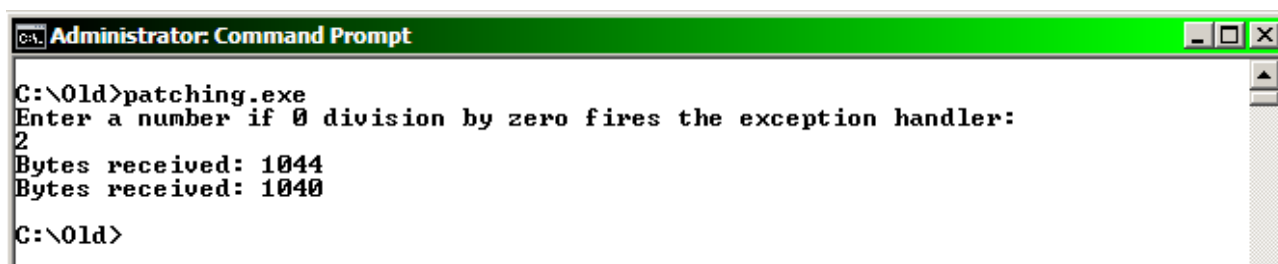 Administrator: Command Prompt
C:\Old>patching.exe
Enter a number if 0 division by zero fires the exception handler:
2
Bytes received: 1044
Bytes received: 1040
C:\Old>